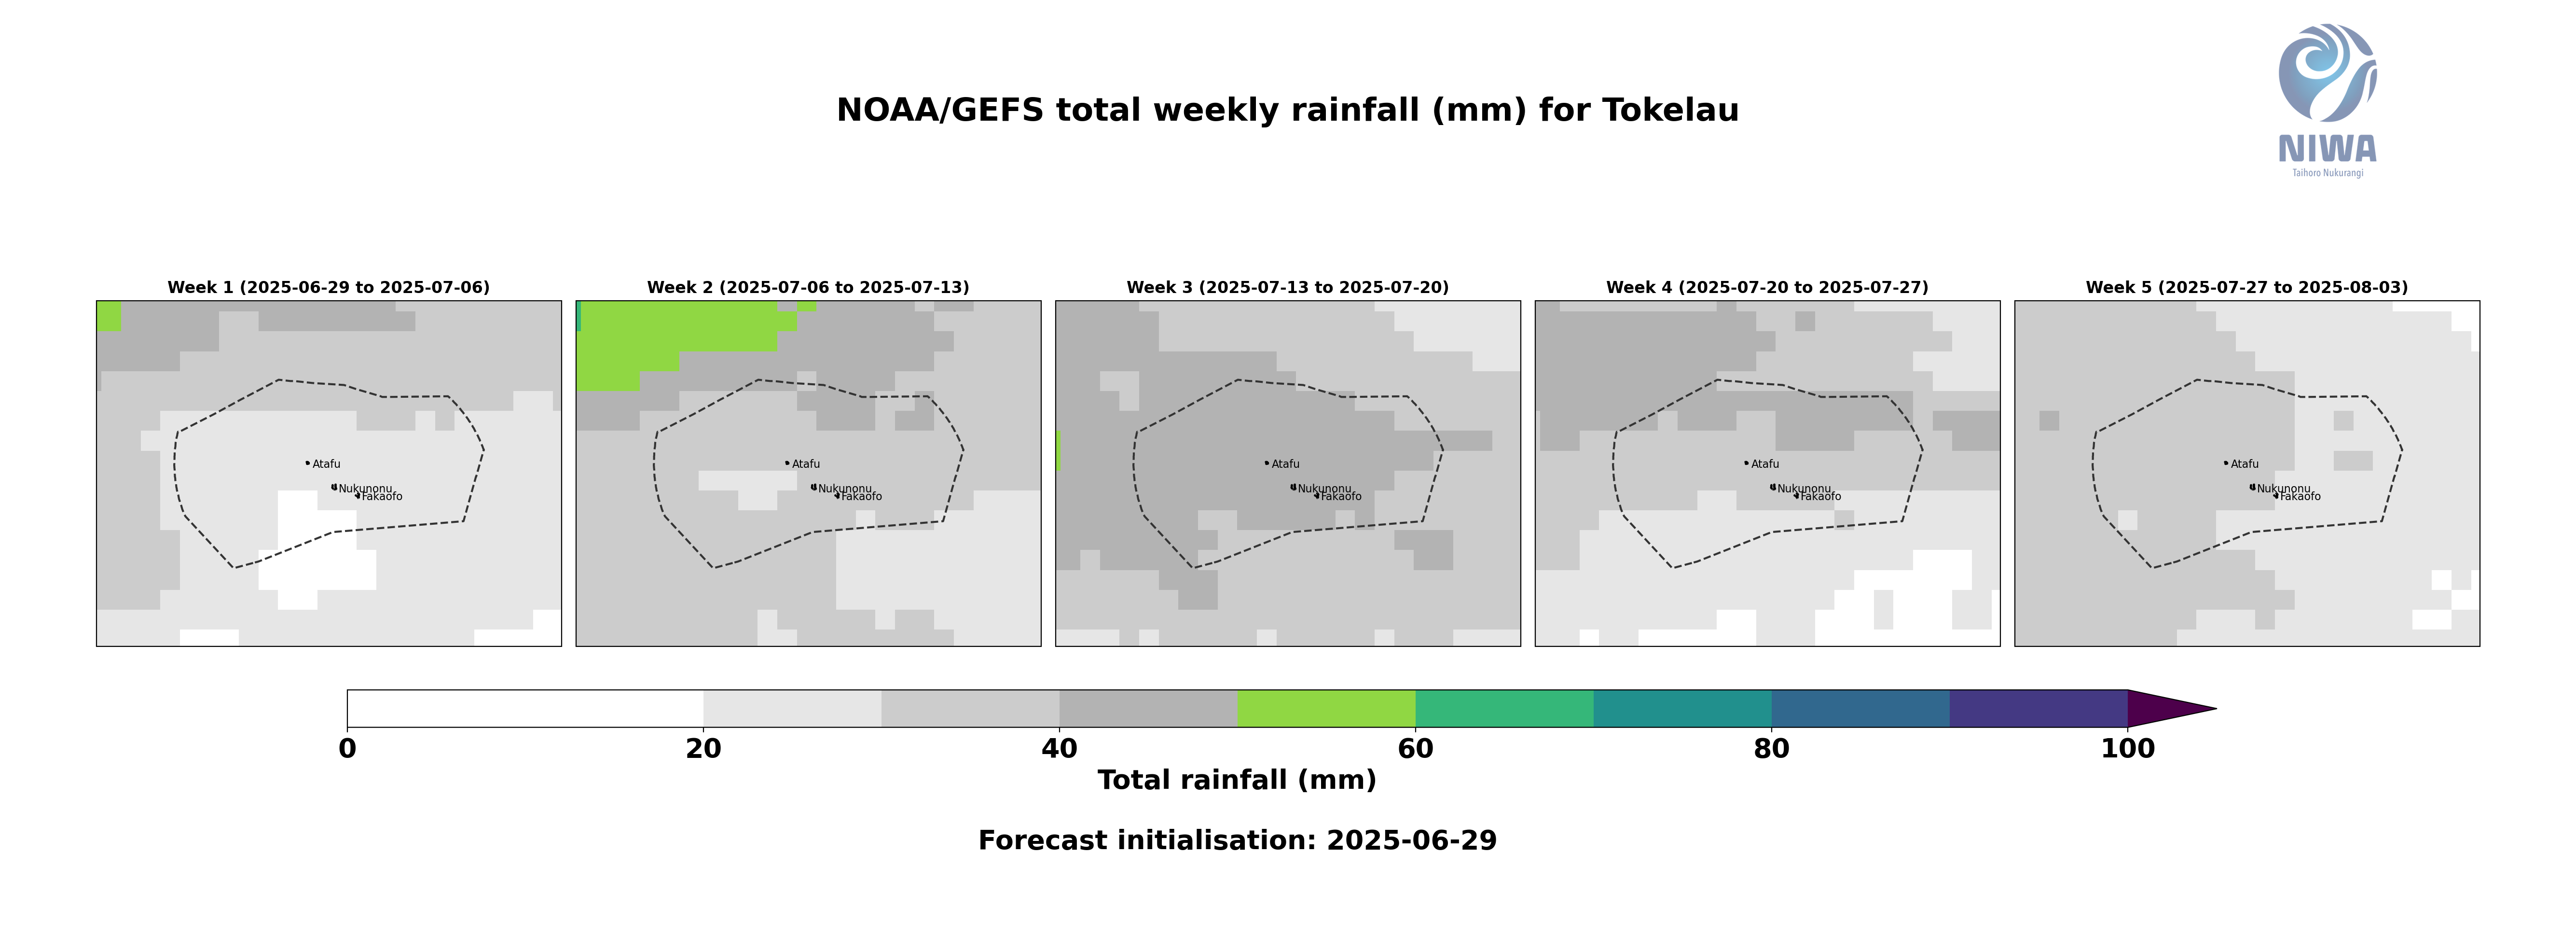 NIWA
Taihoro Nukurangi
NOAA/GEFS total weekly rainfall (mm) for Tokelau
Week 1 (2025-06-29 to 2025-07-06)
Atafu
Nukunonu
Fakaofo
Week 2 (2025-07-06 to 2025-07-13)
Atafu
Nukunonu
Fakaofo
Week 3 (2025-07-13 to 2025-07-20)
Atafu
Nukunonu
Fakaofo
Week 4 (2025-07-20 to 2025-07-27)
Atafu
Nukunonu
Fakaofo
Week 5 (2025-07-27 to 2025-08-03)
Atafu
Nukunonu
Fakaofo
0 20 40 60 80 100
Total rainfall (mm)
Forecast initialisation: 2025-06-29